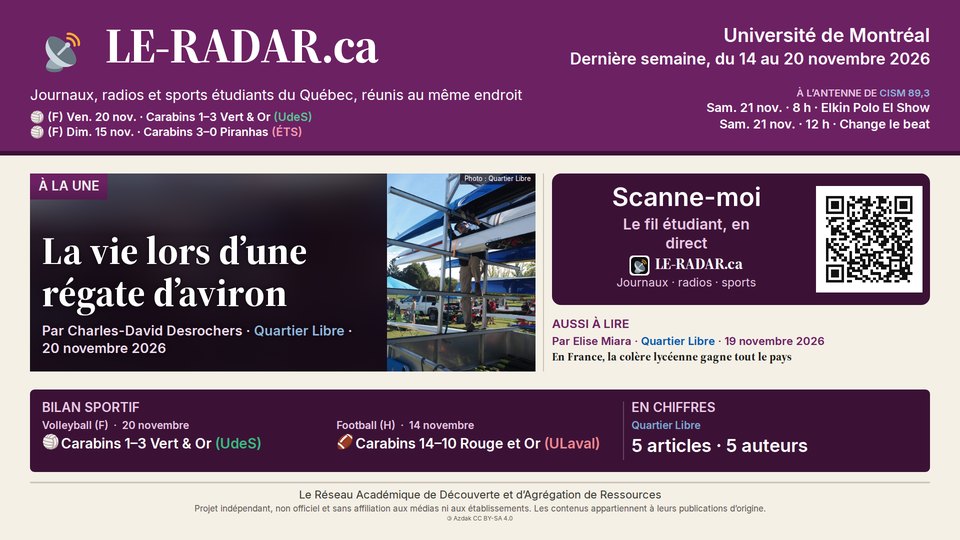 LE-RADAR.ca
Journaux, radios et sports étudiants du Québec, réunis au même endroit
(F) Ven. 20 nov. · Carabins 1–3 Vert & Or (UdeS)
(F) Dim. 15 nov. · Carabins 3–0 Piranhas (ÉTS)
Université de Montréal
Dernière semaine, du 14 au 20 novembre 2026
À L'ANTENNE DE CISM 89,3
Sam. 21 nov. · 8 h · Elkin Polo El Show
Sam. 21 nov. · 12 h · Change le beat
À LA UNE
Photo : Quartier Libre
La vie lors d'une
régate d'aviron
Par Charles-David Desrochers · Quartier Libre ·
20 novembre 2026
Scanne-moi
Le fil étudiant, en
direct
LE-RADAR.ca
Journaux · radios · sports
AUSSI À LIRE
Par Elise Miara · Quartier Libre · 19 novembre 2026
En France, la colère lycéenne gagne tout le pays
BILAN SPORTIF
Volleyball (F) · 20 novembre
Carabins 1–3 Vert & Or (UdeS)
Football (H) · 14 novembre
Carabins 14–10 Rouge et Or (ULaval)
EN CHIFFRES
Quartier Libre
5 articles · 5 auteurs
Le Réseau Académique de Découverte et d'Agrégation de Ressources
Projet indépendant, non officiel et sans affiliation aux médias ni aux établissements. Les contenus appartiennent à leurs publications d'origine.
Azdak CC BY-SA 4.0